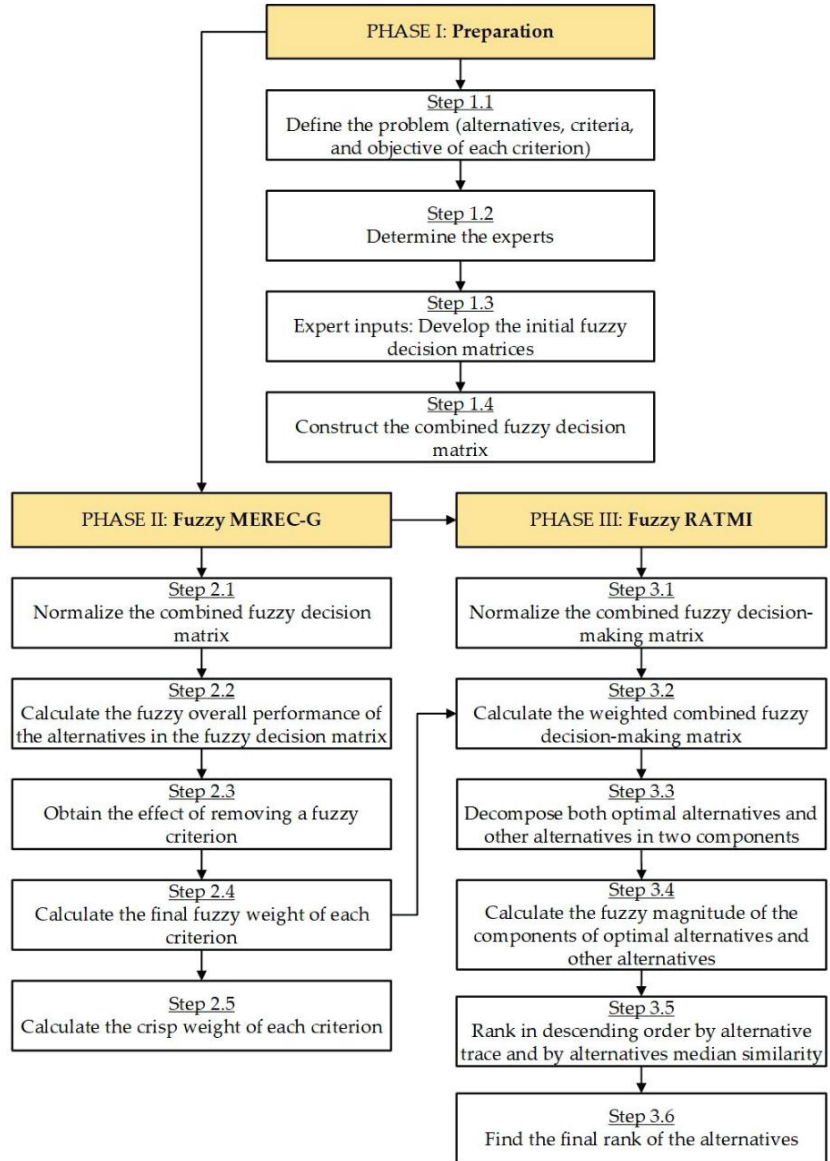 PHASE I: Preparation
Step 1.1
Define the problem (alternatives, criteria,
and objective of each criterion)
Step 1.2
Determine the experts
Step 1.3
Expert inputs: Develop the initial fuzzy
decision matrices
Step 1.4
Construct the combined fuzzy decision
matrix
PHASE II: Fuzzy MEREC-G
Step 2.1
Normalize the combined fuzzy decision
matrix
Step 2.2
Calculate the fuzzy overall performance of
the alternatives in the fuzzy decision matrix
Step 2.3
Obtain the effect of removing a fuzzy
criterion
Step 2.4
Calculate the final fuzzy weight of each
criterion
Step 2.5
Calculate the crisp weight of each criterion
PHASE III: Fuzzy RATMI
Step 3.1
Normalize the combined fuzzy decision-
making matrix
Step 3.2
Calculate the weighted combined fuzzy
decision-making matrix
Step 3.3
Decompose both optimal alternatives and
other alternatives in two components
Step 3.4
Calculate the fuzzy magnitude of the
components of optimal alternatives and
other alternatives
Step 3.5
Rank in descending order by alternative
trace and by alternatives median similarity
Step 3.6
Find the final rank of the alternatives